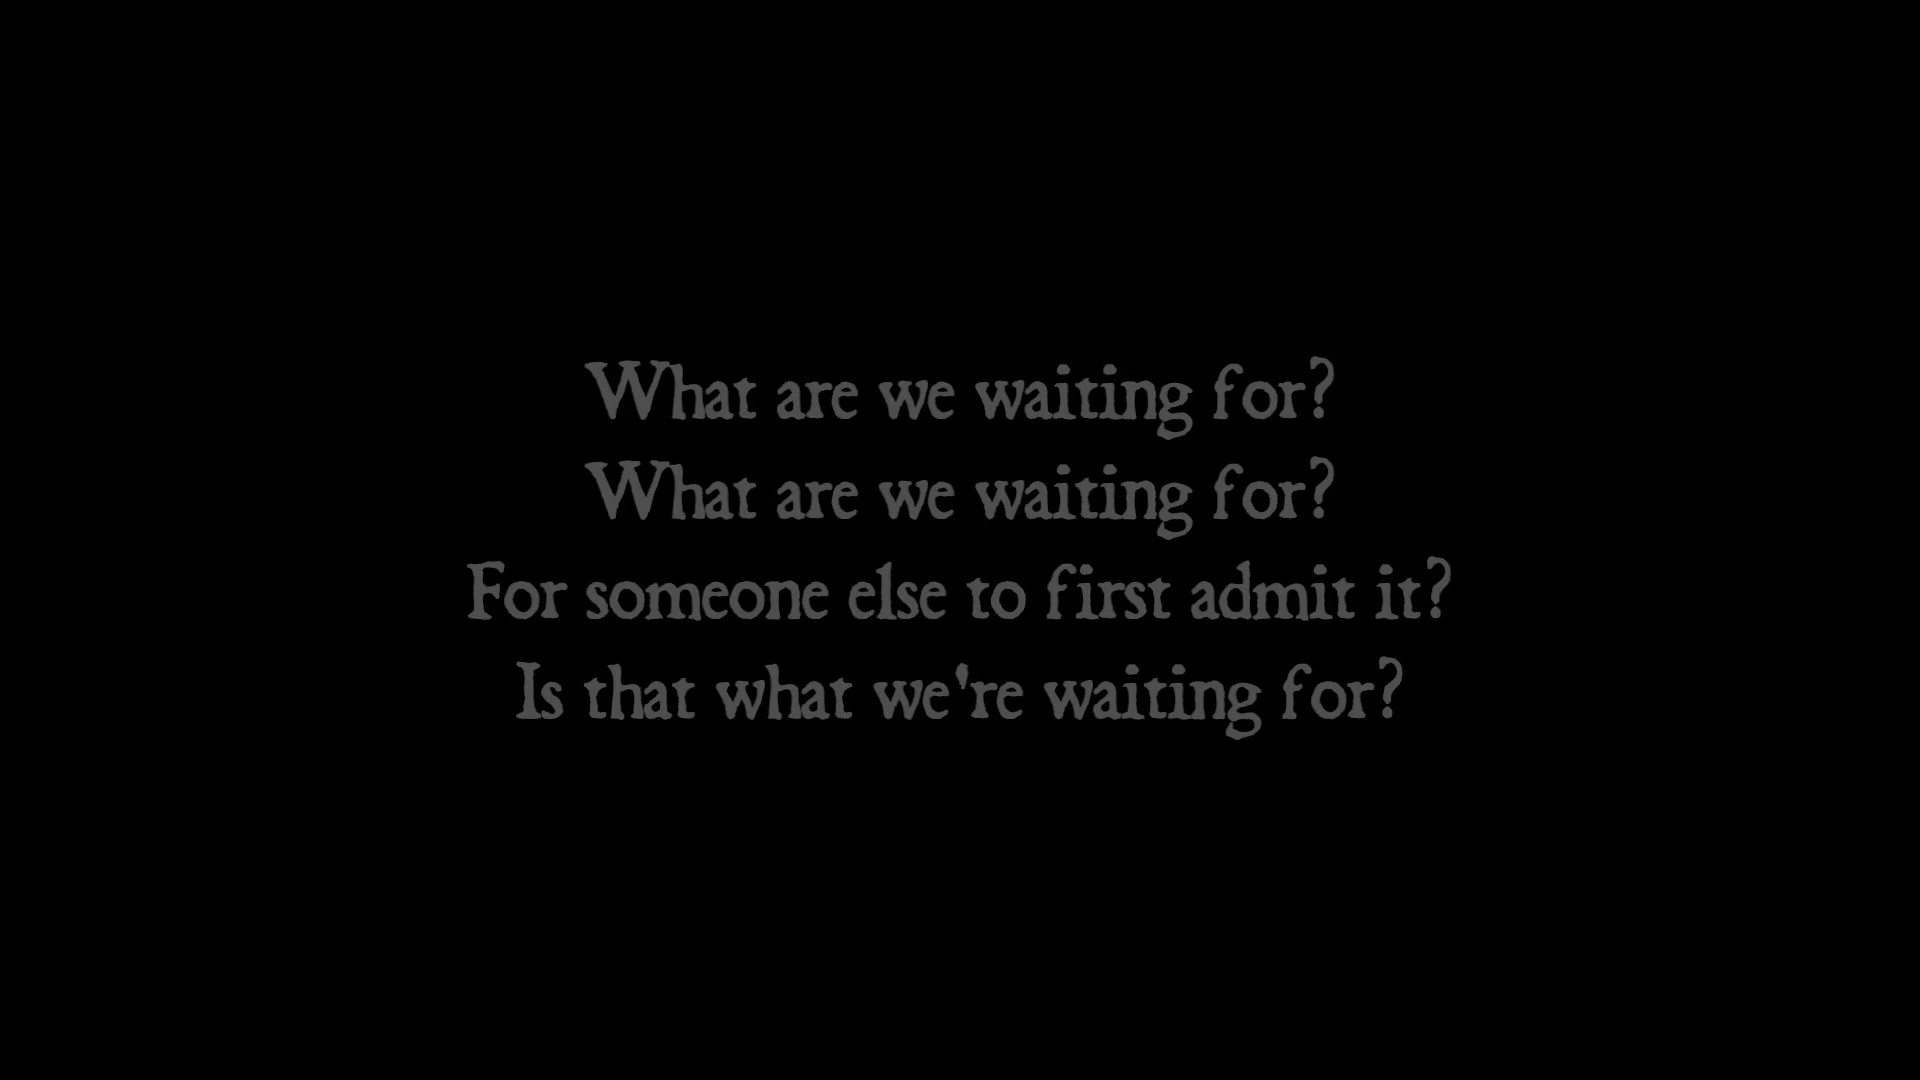 What are we waiting for?
What are we waiting for?
For someone else to first admit it?
Is that what we're waiting for?